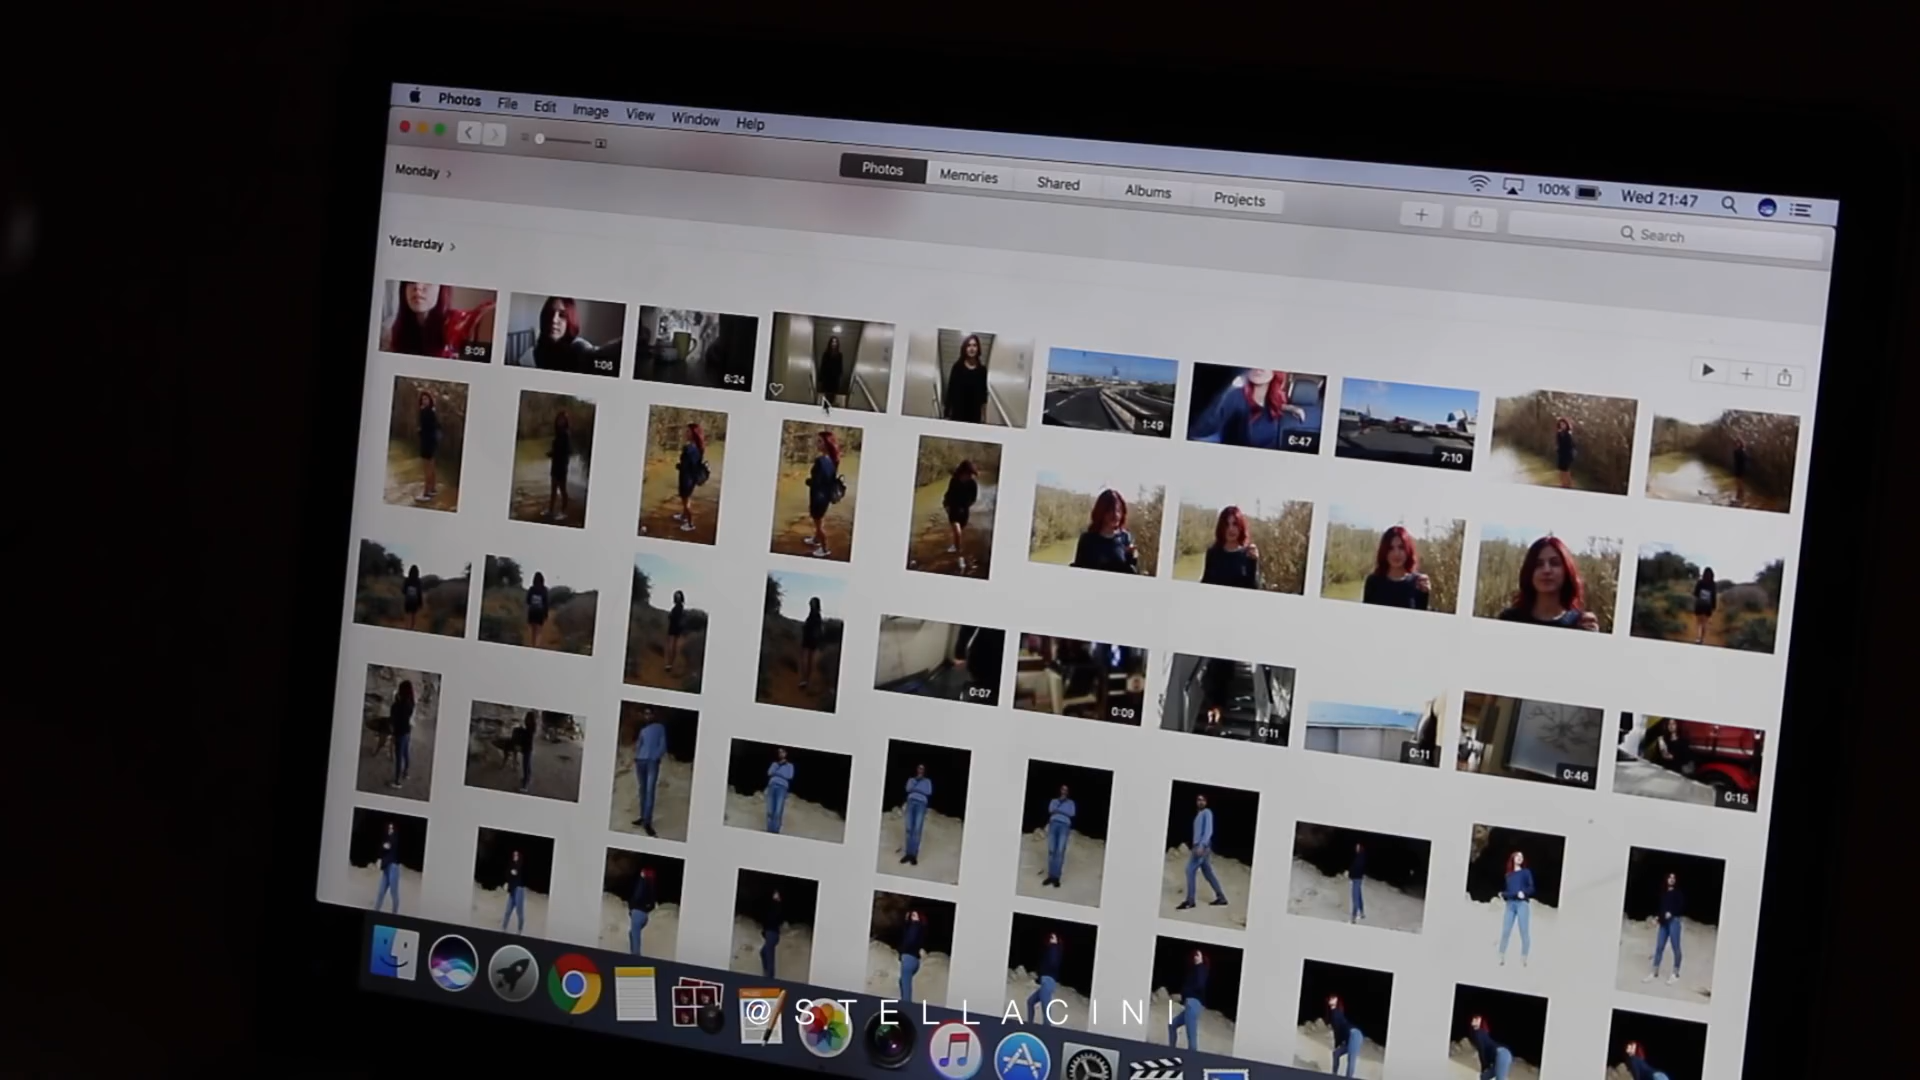 Photos File Edit Image View Window Help
100% Wed 21:47
Photos Memories Shared Albums Projects
Search
Monday >
Yesterday >
9:09 1:06 6:24 1:49 6:47 7:10
0:07 0:09 0:11 0:11 0:46 0:15
@STELLACINI